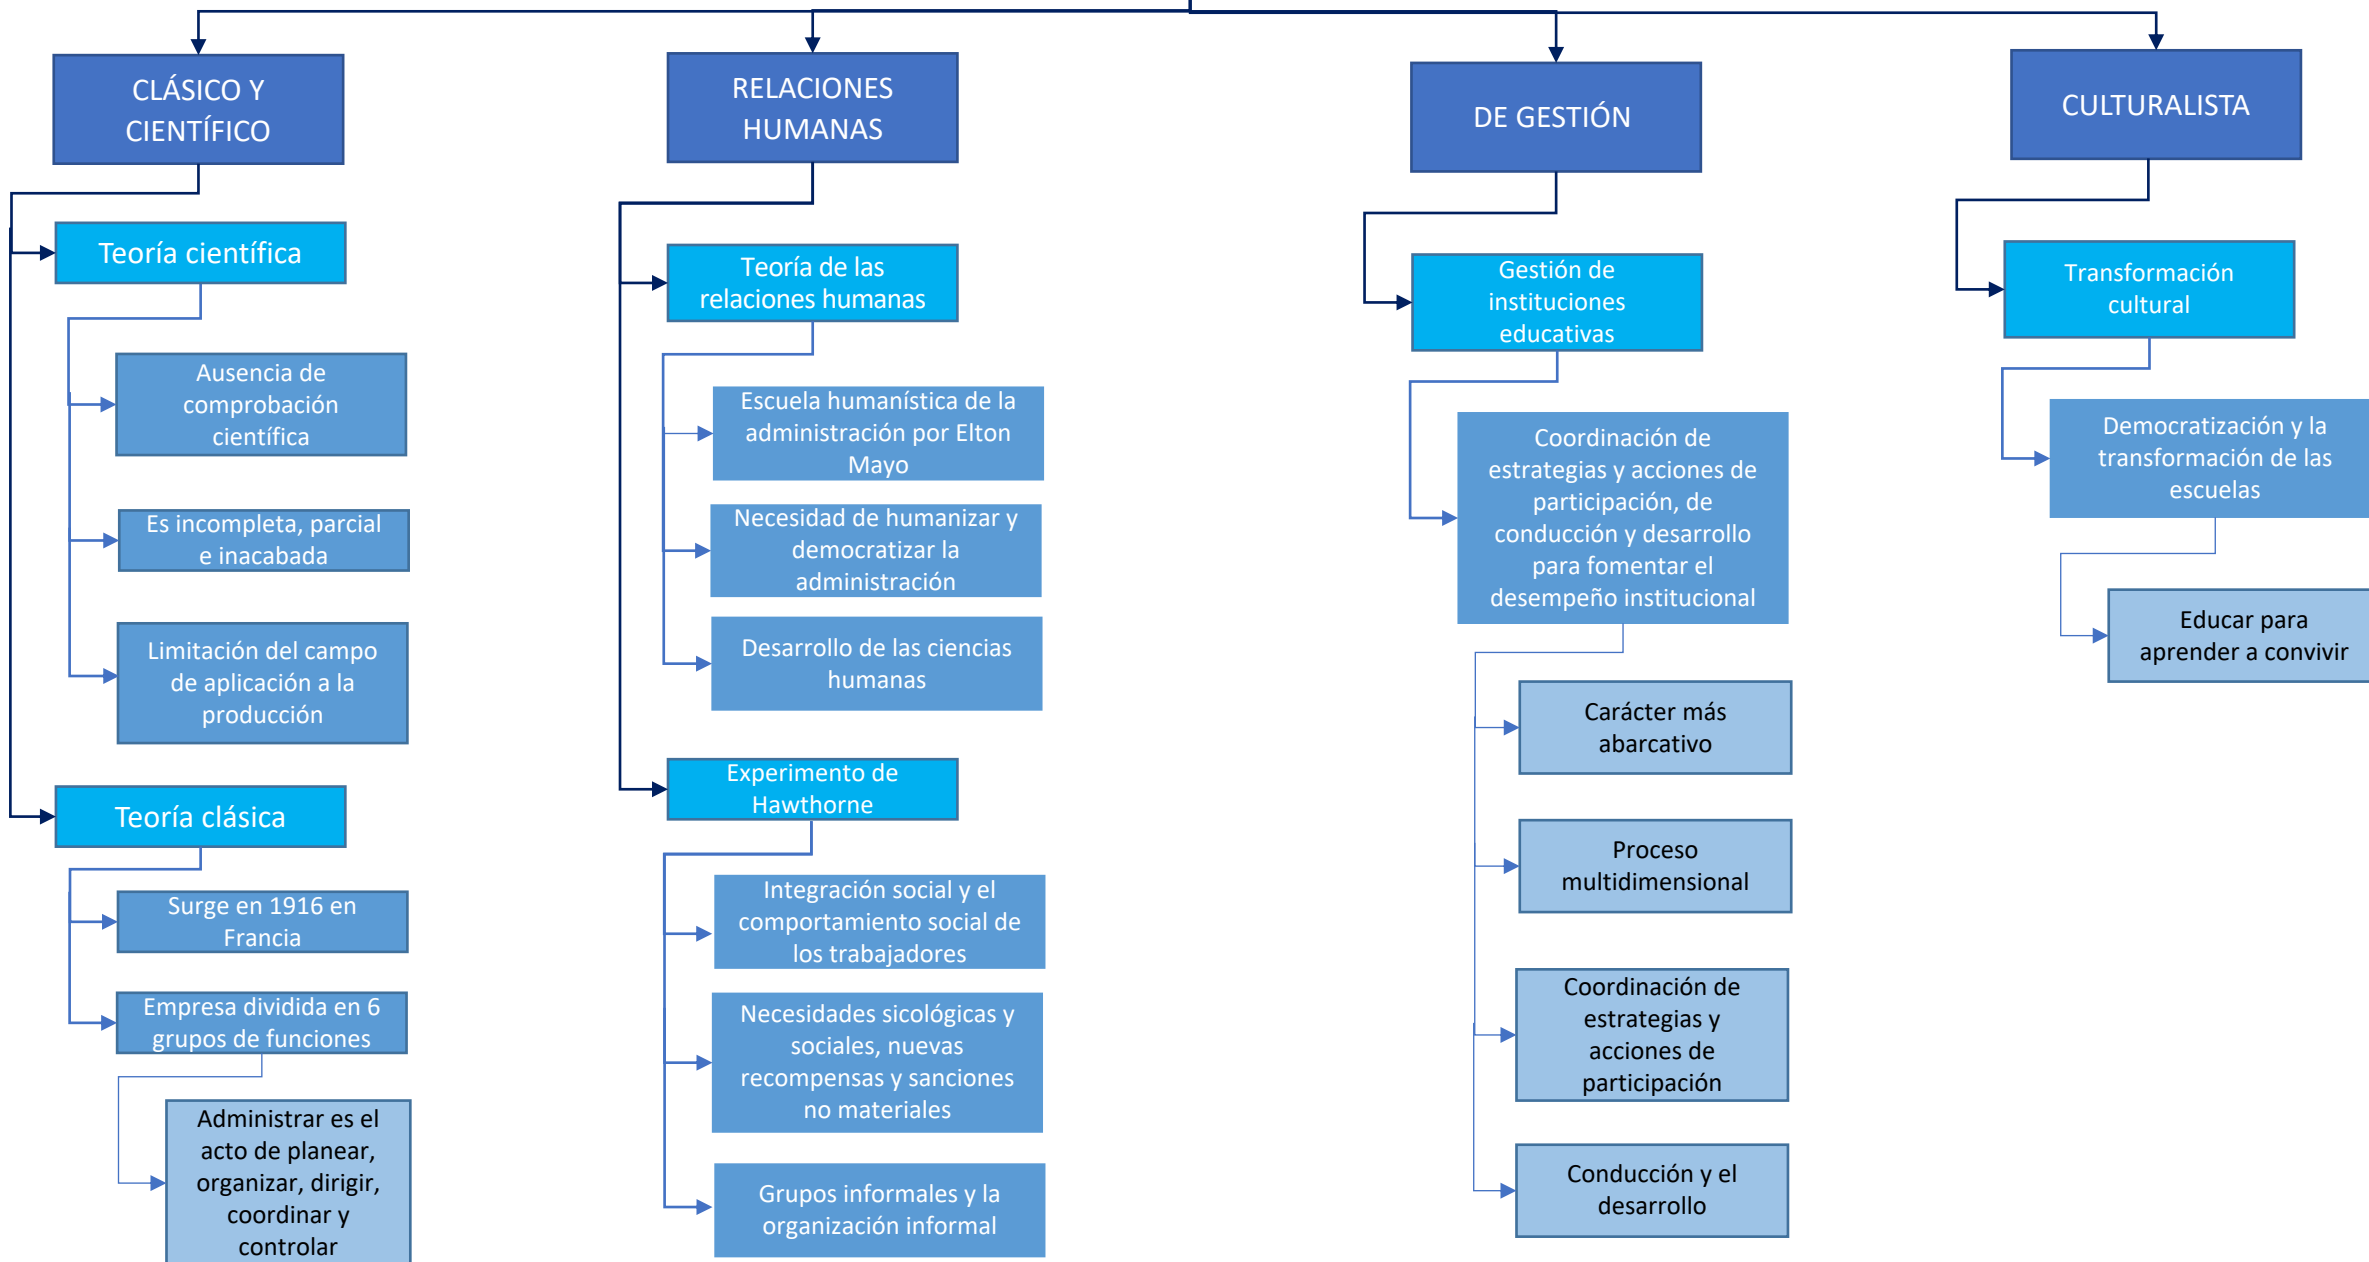 CLÁSICO Y
CIENTÍFICO
Teoría científica
Ausencia de
comprobación
científica
Es incompleta, parcial
e inacabada
Limitación del campo
de aplicación a la
producción
Teoría clásica
Surge en 1916 en
Francia
Empresa dividida en 6
grupos de funciones
Administrar es el
acto de planear,
organizar, dirigir,
coordinar y
controlar
RELACIONES
HUMANAS
Teoría de las
relaciones humanas
Escuela humanística de la
administración por Elton
Mayo
Necesidad de humanizar y
democratizar la
administración
Desarrollo de las ciencias
humanas
Experimento de
Hawthorne
Integración social y el
comportamiento social de
los trabajadores
Necesidades sicológicas y
sociales, nuevas
recompensas y sanciones
no materiales
Grupos informales y la
organización informal
DE GESTIÓN
Gestión de
instituciones
educativas
Coordinación de
estrategias y acciones de
participación, de
conducción y desarrollo
para fomentar el
desempeño institucional
Carácter más
abarcativo
Proceso
multidimensional
Coordinación de
estrategias y
acciones de
participación
Conducción y el
desarrollo
CULTURALISTA
Transformación
cultural
Democratización y la
transformación de las
escuelas
Educar para
aprender a convivir